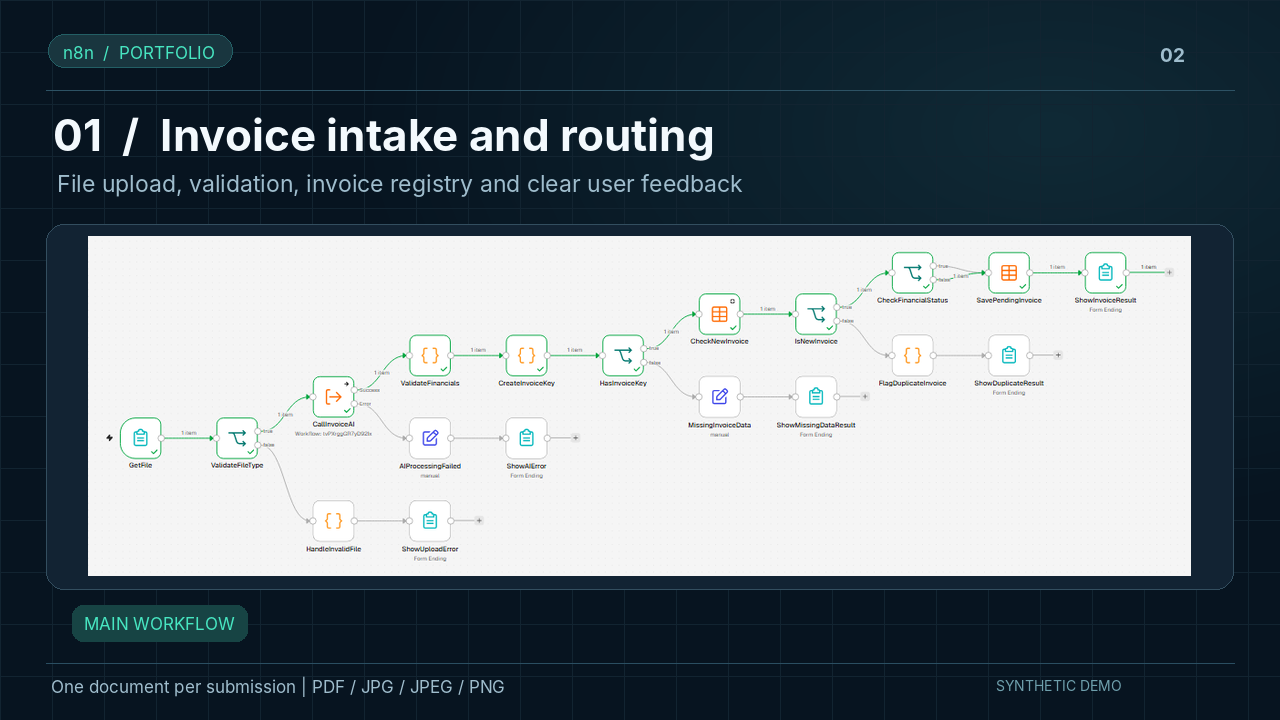 n8n / PORTFOLIO
02
01 / Invoice intake and routing
File upload, validation, invoice registry and clear user feedback
GetFile
1 item
ValidateFileType
true
false
1 item
CallInvoiceAI
Success
Error
1 item
ValidateFinancials
1 item
CreateInvoiceKey
1 item
HasInvoiceKey
true
false
1 item
CheckNewInvoice
1 item
IsNewInvoice
true
false
1 item
CheckFinancialStatus
true
false
1 item
SavePendingInvoice
1 item
ShowInvoiceResult
Form Ending
1 item
FlagDuplicateInvoice
ShowDuplicateResult
Form Ending
MissingInvoiceData
manual
ShowMissingDataResult
Form Ending
AIProcessingFailed
manual
ShowAIError
Form Ending
HandleInvalidFile
ShowUploadError
Form Ending
MAIN WORKFLOW
One document per submission | PDF / JPG / JPEG / PNG
SYNTHETIC DEMO